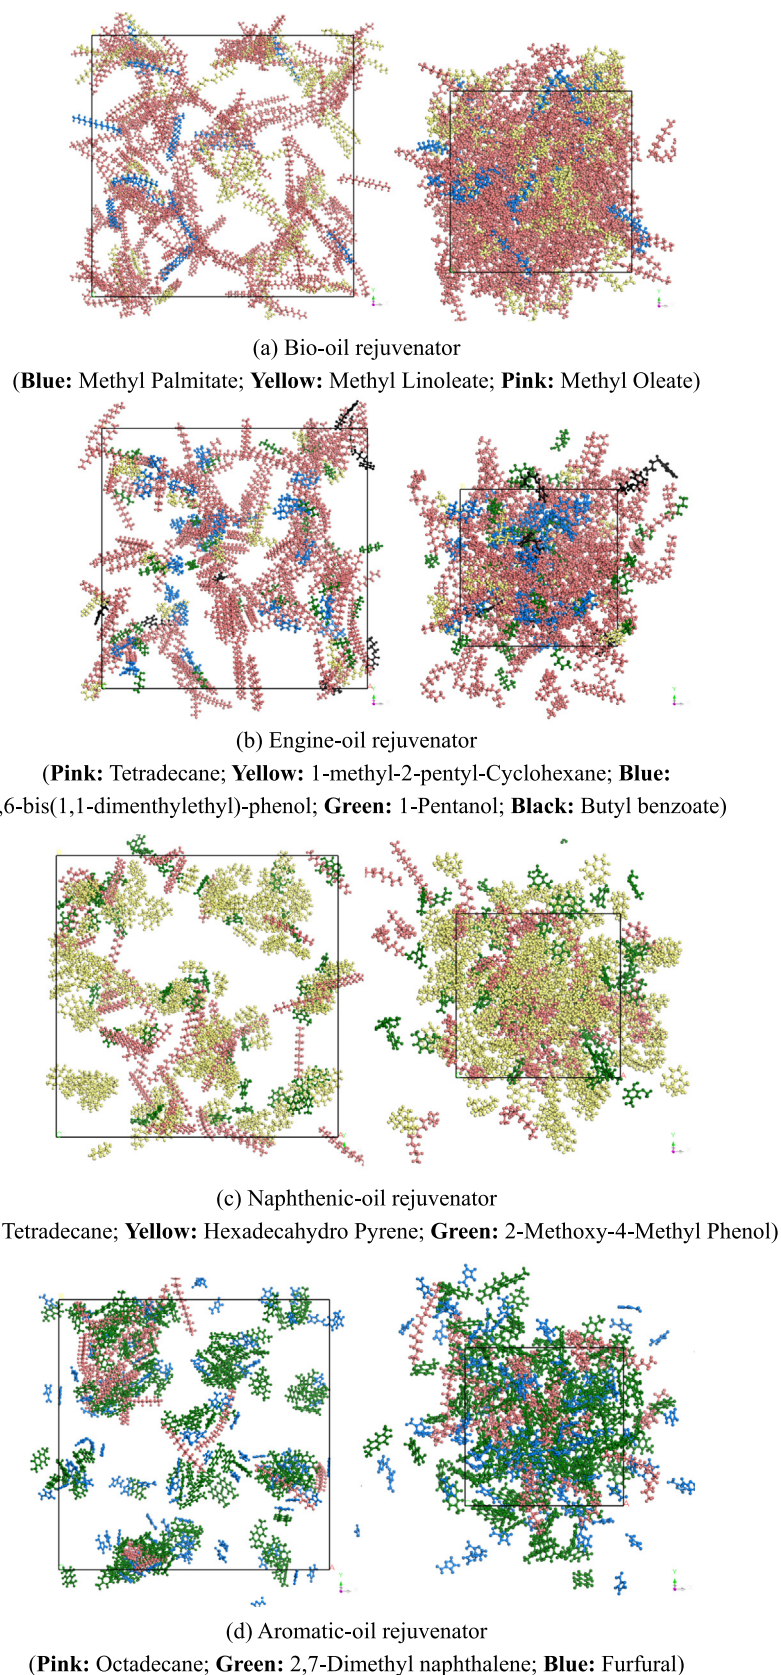 (a) Bio-oil rejuvenator
(Blue: Methyl Palmitate; Yellow: Methyl Linoleate; Pink: Methyl Oleate)
(b) Engine-oil rejuvenator
(Pink: Tetradecane; Yellow: 1-methyl-2-pentyl-Cyclohexane; Blue:
,6-bis(1,1-dimenthylethyl)-phenol; Green: 1-Pentanol; Black: Butyl benzoate)
(c) Naphthenic-oil rejuvenator
Tetradecane; Yellow: Hexadecahydro Pyrene; Green: 2-Methoxy-4-Methyl Phenol)
(d) Aromatic-oil rejuvenator
(Pink: Octadecane; Green: 2,7-Dimethyl naphthalene; Blue: Furfural)